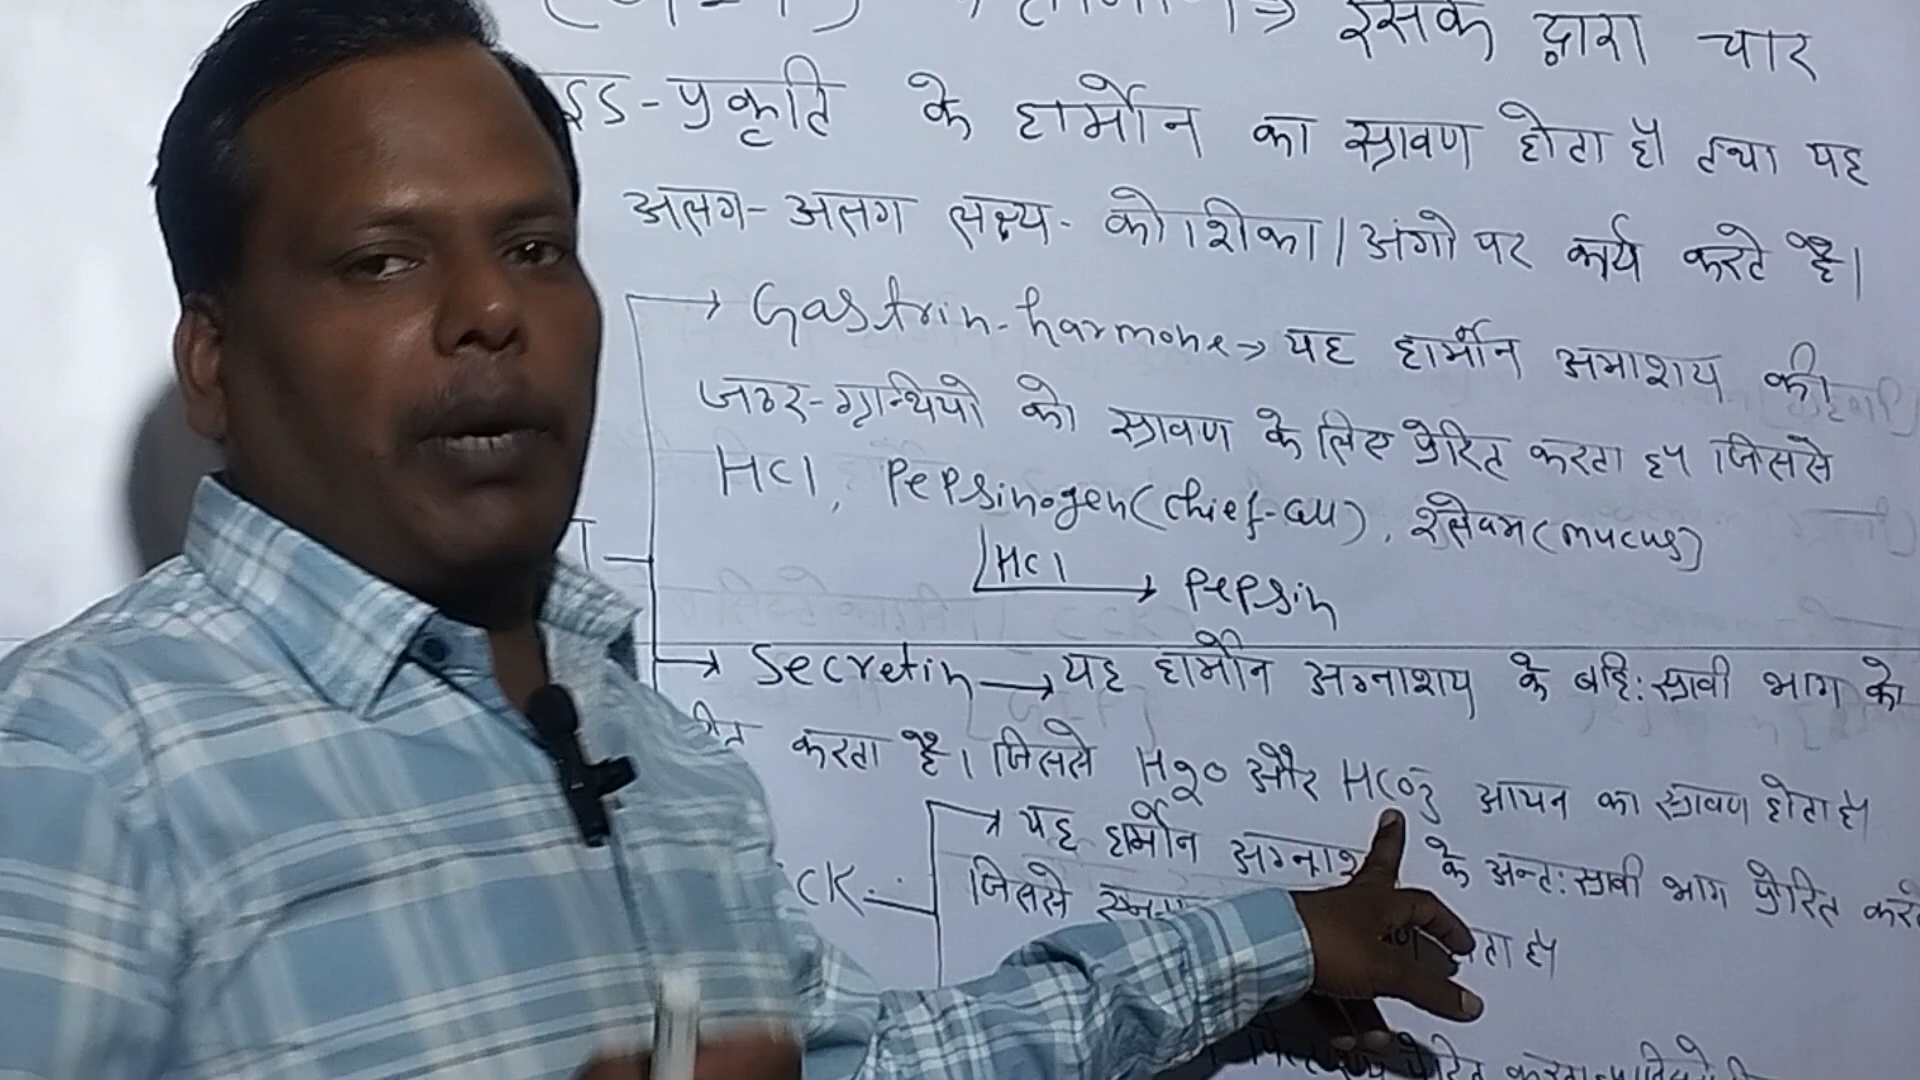 इसके द्वारा चार
प्रकृति के हार्मोन का स्रावण होता है तथा यह
अलग-अलग लक्ष्य-कोशिका/अंगो पर कार्य करते है।
→ Gastrin-harmone → यह हार्मोन अमाशय की
जठर-ग्रन्थियो को स्रावण के लिए प्रेरित करता है जिससे
HCl, Pepsinogen (chief-cell), श्लेष्म (mucus)
HCl → Pepsin
→ Secretin → यह हार्मोन अग्नाशय के बहि:स्रावी भाग को
करता है। जिससे H2O और HCO3̄ आयन का स्रावण होता है
CK → यह हार्मोन के अन्त:स्रावी भाग प्रेरित
जिससे
है
प्रेरित